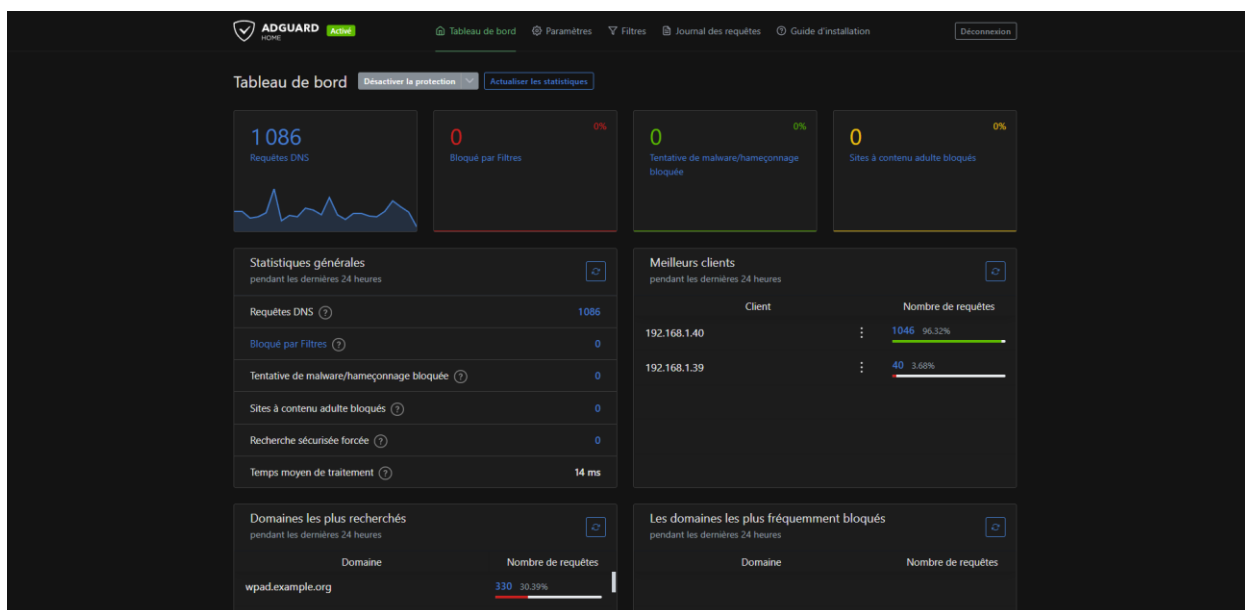 ADGUARD Activé
HOME
Tableau de bord Paramètres Filtres Journal des requêtes Guide d'installation Déconnexion
Tableau de bord Désactiver la protection Actualiser les statistiques
1 086
Requêtes DNS
0 0%
Bloqué par Filtres
0 0%
Tentative de malware/hameçonnage
bloquée
0 0%
Sites à contenu adulte bloqués
Statistiques générales
pendant les dernières 24 heures
Requêtes DNS ? 1086
Bloqué par Filtres ? 0
Tentative de malware/hameçonnage bloquée ? 0
Sites à contenu adulte bloqués ? 0
Recherche sécurisée forcée ? 0
Temps moyen de traitement ? 14 ms
Meilleurs clients
pendant les dernières 24 heures
Client Nombre de requêtes
192.168.1.40 1046 96.32%
192.168.1.39 40 3.68%
Domaines les plus recherchés
pendant les dernières 24 heures
Domaine Nombre de requêtes
wpad.example.org 330 30.39%
Les domaines les plus fréquemment bloqués
pendant les dernières 24 heures
Domaine Nombre de requêtes